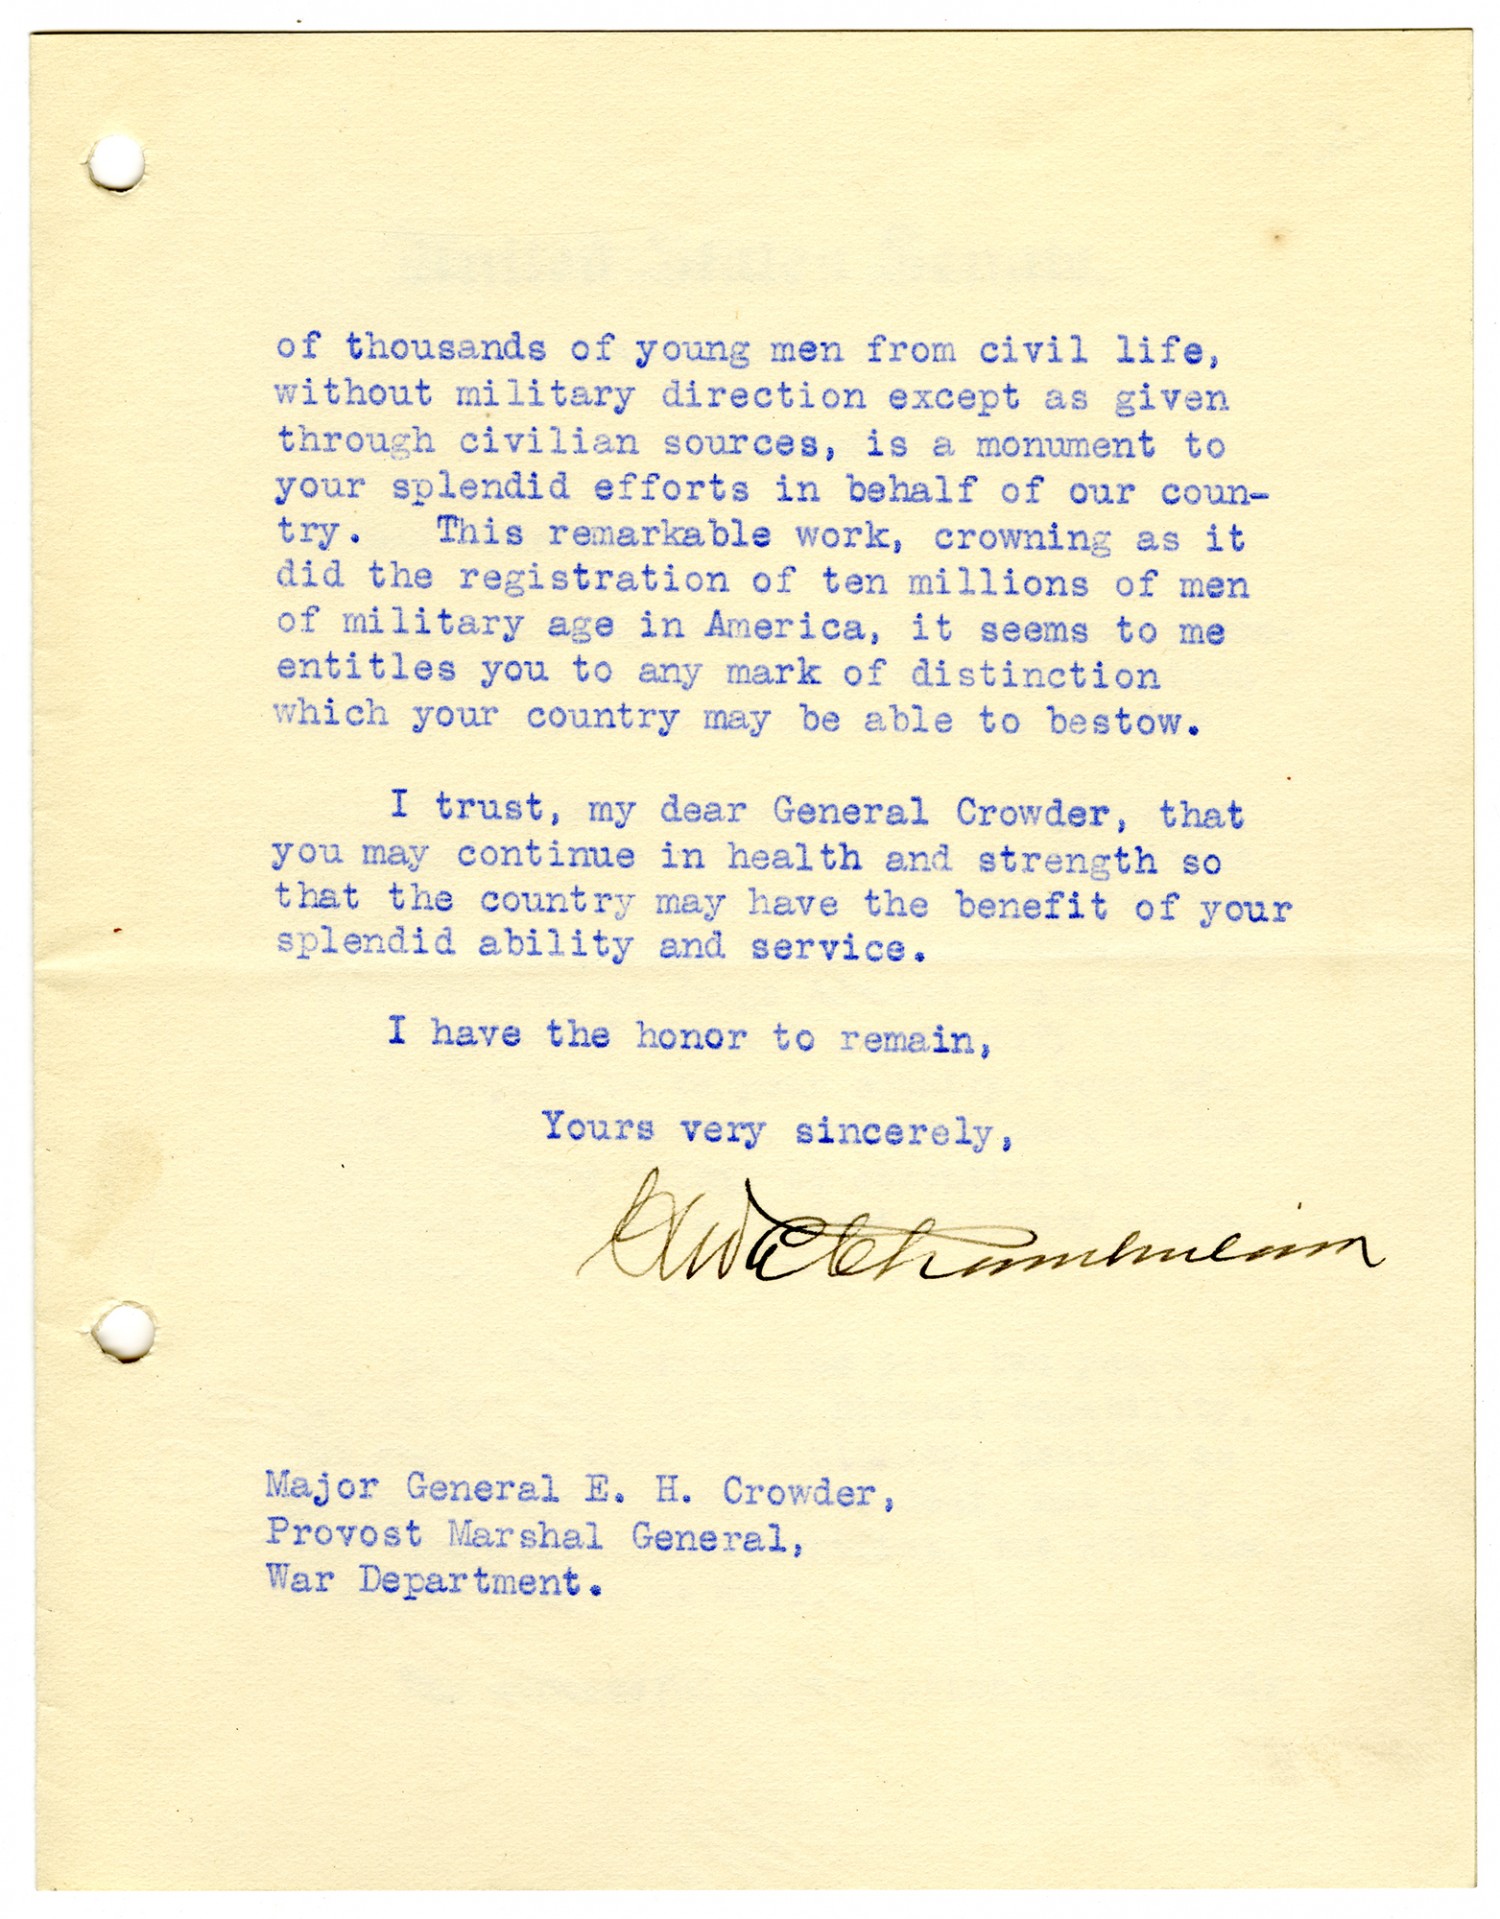 of thousands of young men from civil life,
without military direction except as given
through civilian sources, is a monument to
your splendid efforts in behalf of our coun-
try. This remarkable work, crowning as it
did the registration of ten millions of men
of military age in America, it seems to me
entitles you to any mark of distinction
which your country may be able to bestow.
I trust, my dear General Crowder, that
you may continue in health and strength so
that the country may have the benefit of your
splendid ability and service.
I have the honor to remain,
Yours very sincerely,
Chamberlain
Major General E. H. Crowder,
Provost Marshal General,
War Department.